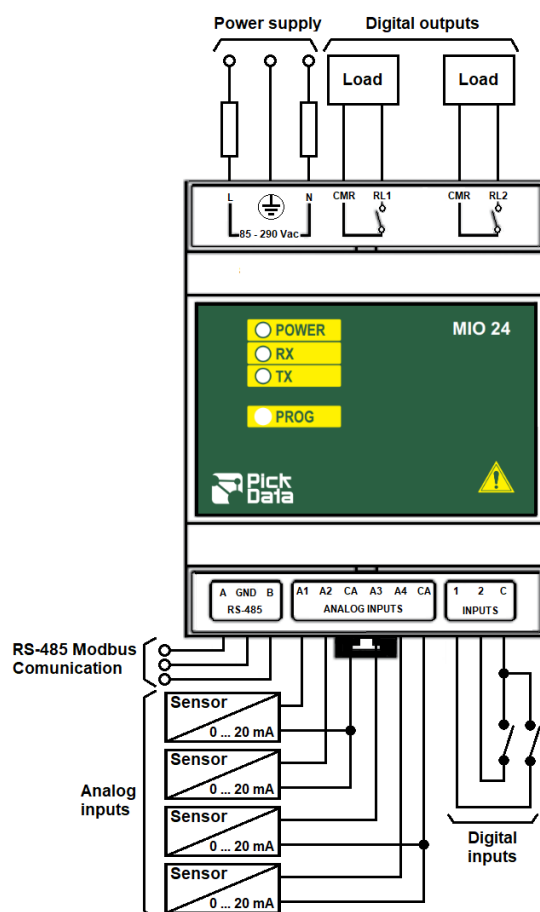 Power supply
Digital outputs
Load
Load
L
N
CMR
RL1
CMR
RL2
85 - 290 Vac
POWER
MIO 24
RX
TX
PROG
Pick
Data
A GND B
A1 A2 CA A3 A4 CA
1 2 C
RS-485
ANALOG INPUTS
INPUTS
RS-485 Modbus
Comunication
Sensor
0 ... 20 mA
Sensor
0 ... 20 mA
Analog
inputs
Sensor
0 ... 20 mA
Digital
inputs
Sensor
0 ... 20 mA